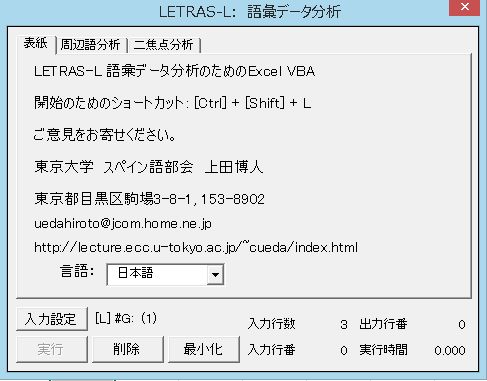 LETRAS-L: 語彙データ分析
表紙 周辺語分析 二焦点分析
LETRAS-L 語彙データ分析のためのExcel VBA
開始のためのショートカット: [Ctrl] + [Shift] + L
ご意見をお寄せください。
東京大学 スペイン語部会 上田博人
東京都目黒区駒場3-8-1, 153-8902
uedahiroto@jcom.home.ne.jp
http://lecture.ecc.u-tokyo.ac.jp/~cueda/index.html
言語: 日本語
入力設定 [L] #G: (1)
入力行数 3 出力行番 0
実行 削除 最小化 入力行番 0 実行時間 0.000